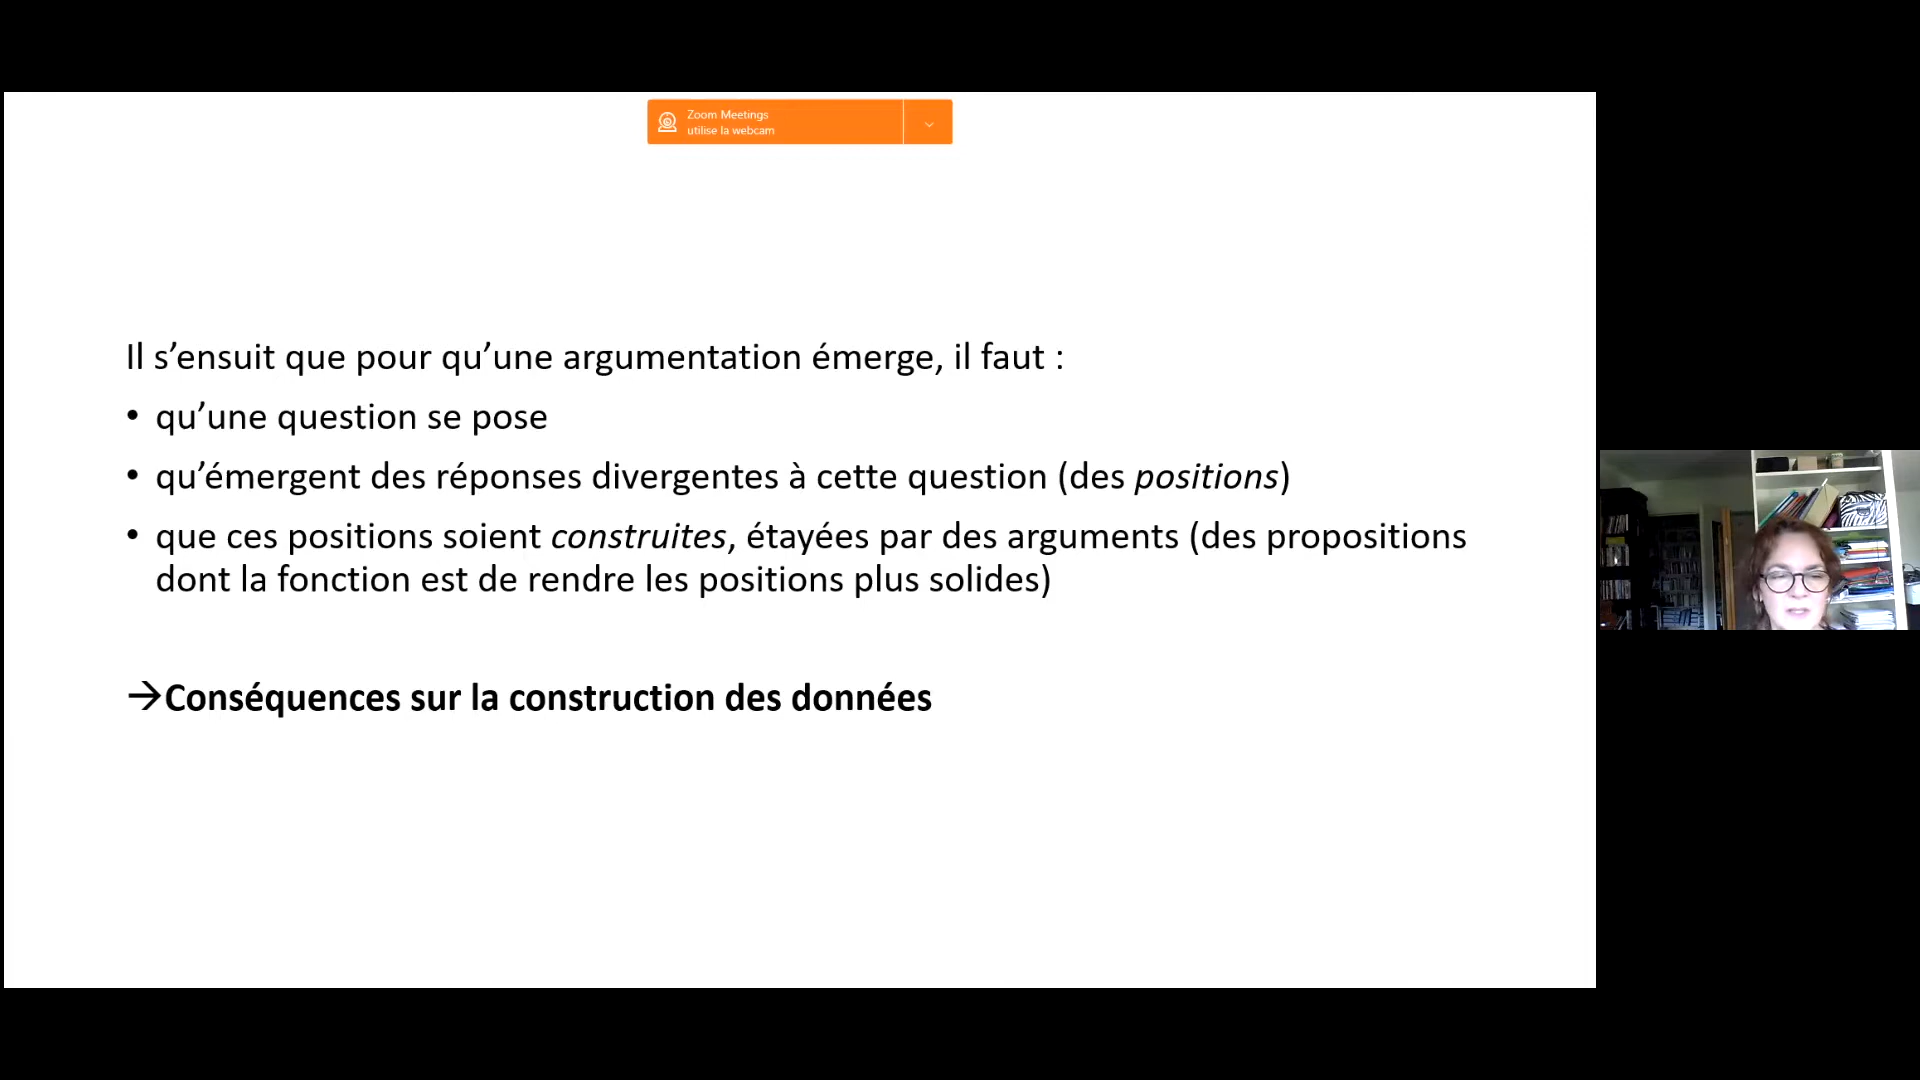 Zoom Meetings
utilise la webcam
Il s’ensuit que pour qu’une argumentation émerge, il faut :
• qu’une question se pose
• qu’émergent des réponses divergentes à cette question (des positions)
• que ces positions soient construites, étayées par des arguments (des propositions
dont la fonction est de rendre les positions plus solides)
→Conséquences sur la construction des données